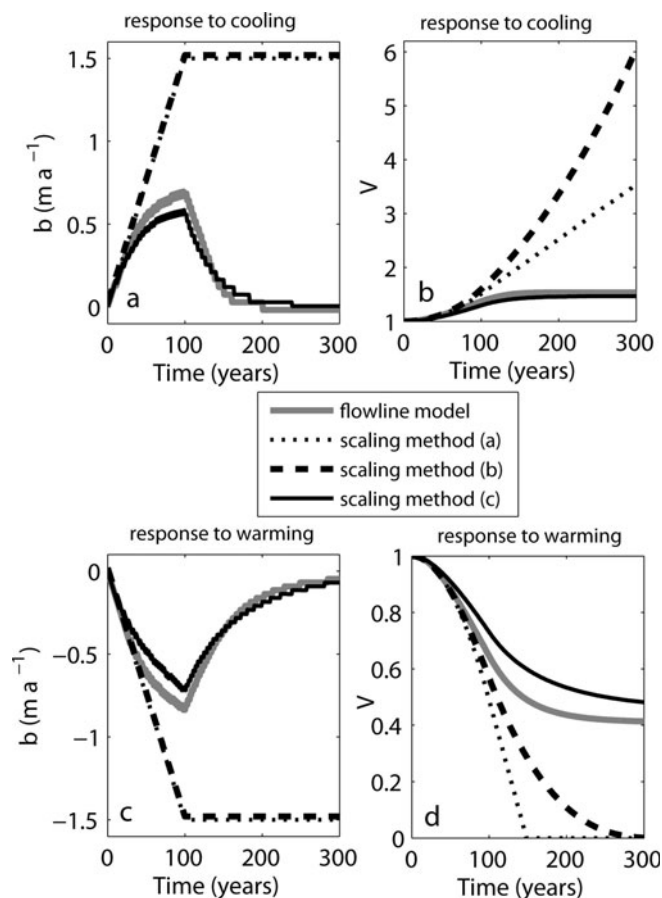 response to cooling
1.5
1
0.5
0
b (m a⁻¹)
a
0 100 200 300
Time (years)
response to cooling
6
5
4
3
2
1
V
b
0 100 200 300
Time (years)
flowline model
scaling method (a)
scaling method (b)
scaling method (c)
response to warming
0
−0.5
−1
−1.5
b (m a⁻¹)
c
0 100 200 300
Time (years)
response to warming
1
0.8
0.6
0.4
0.2
0
V
d
0 100 200 300
Time (years)